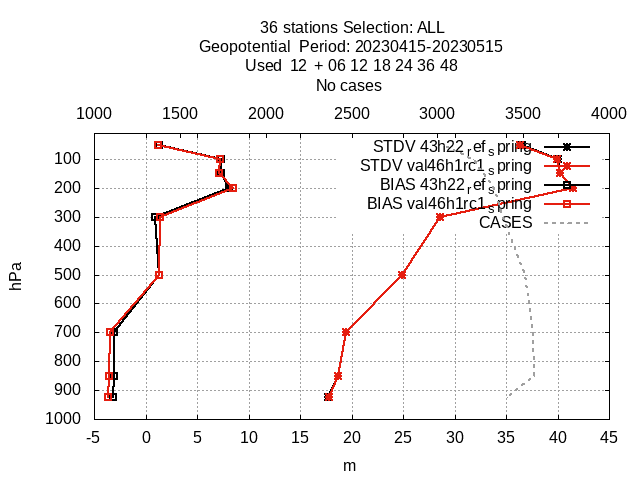 36 stations Selection: ALL
Geopotential Period: 20230415-20230515
Used 12 + 06 12 18 24 36 48
No cases
1000 1500 2000 2500 3000 3500 4000
STDV 43h22_ref_spring
STDV val46h1rc1_spring
BIAS 43h22_ref_spring
BIAS val46h1rc1_spring
CASES
100
200
300
400
500
600
700
800
900
1000
hPa
-5 0 5 10 15 20 25 30 35 40 45
m